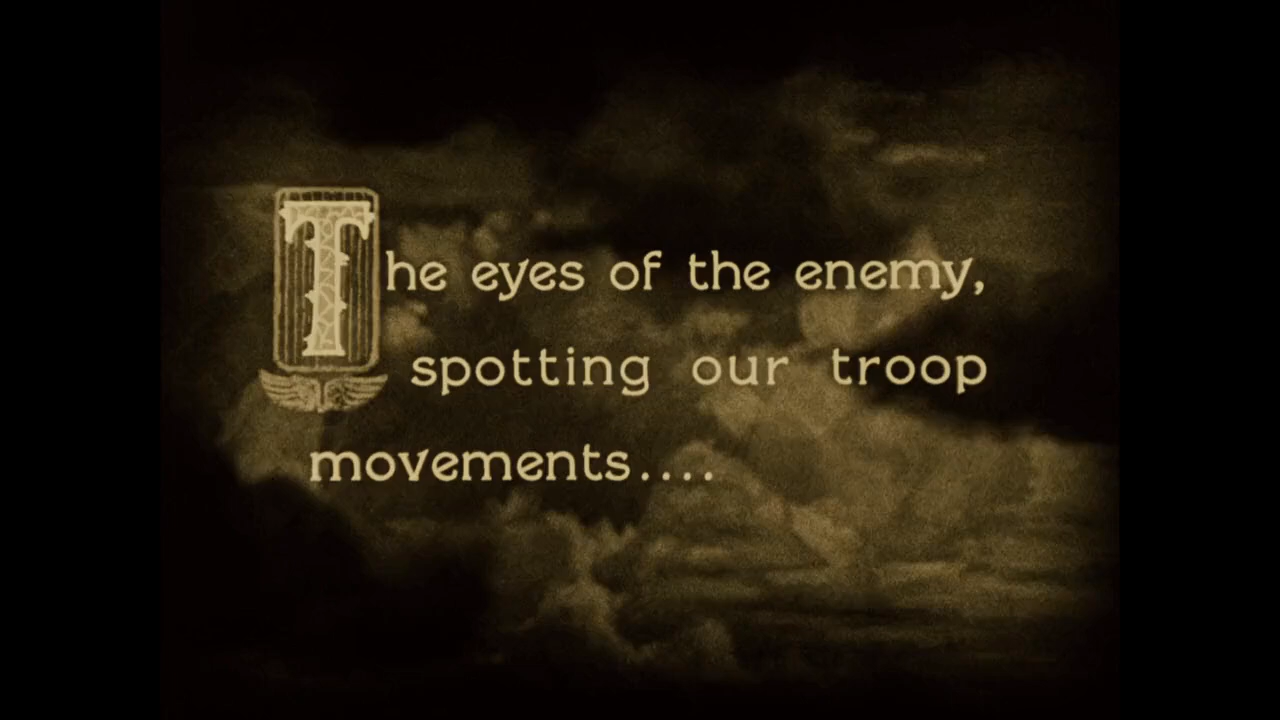 The eyes of the enemy,
spotting our troop
movements....